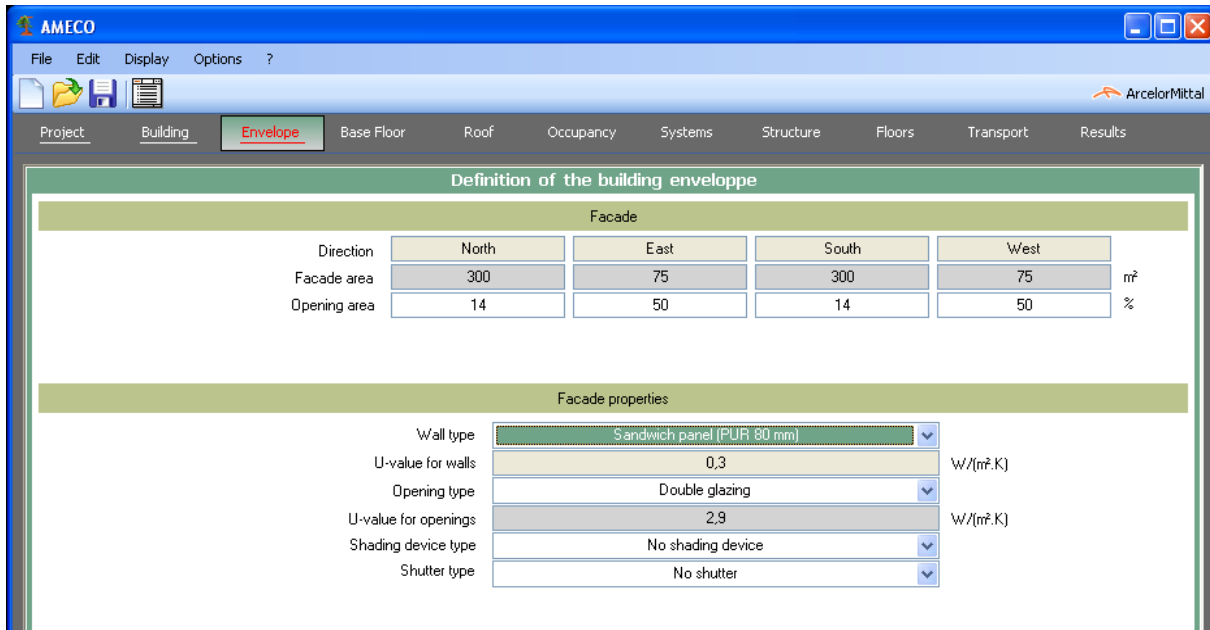 AMECO
File Edit Display Options ?
ArcelorMittal
Project Building Envelope Base Floor Roof Occupancy Systems Structure Floors Transport Results
Definition of the building enveloppe
Facade
Direction North East South West
Facade area 300 75 300 75 m²
Opening area 14 50 14 50 %
Facade properties
Wall type Sandwich panel (PUR 80 mm)
U-value for walls 0,3 W/(m².K)
Opening type Double glazing
U-value for openings 2,9 W/(m².K)
Shading device type No shading device
Shutter type No shutter